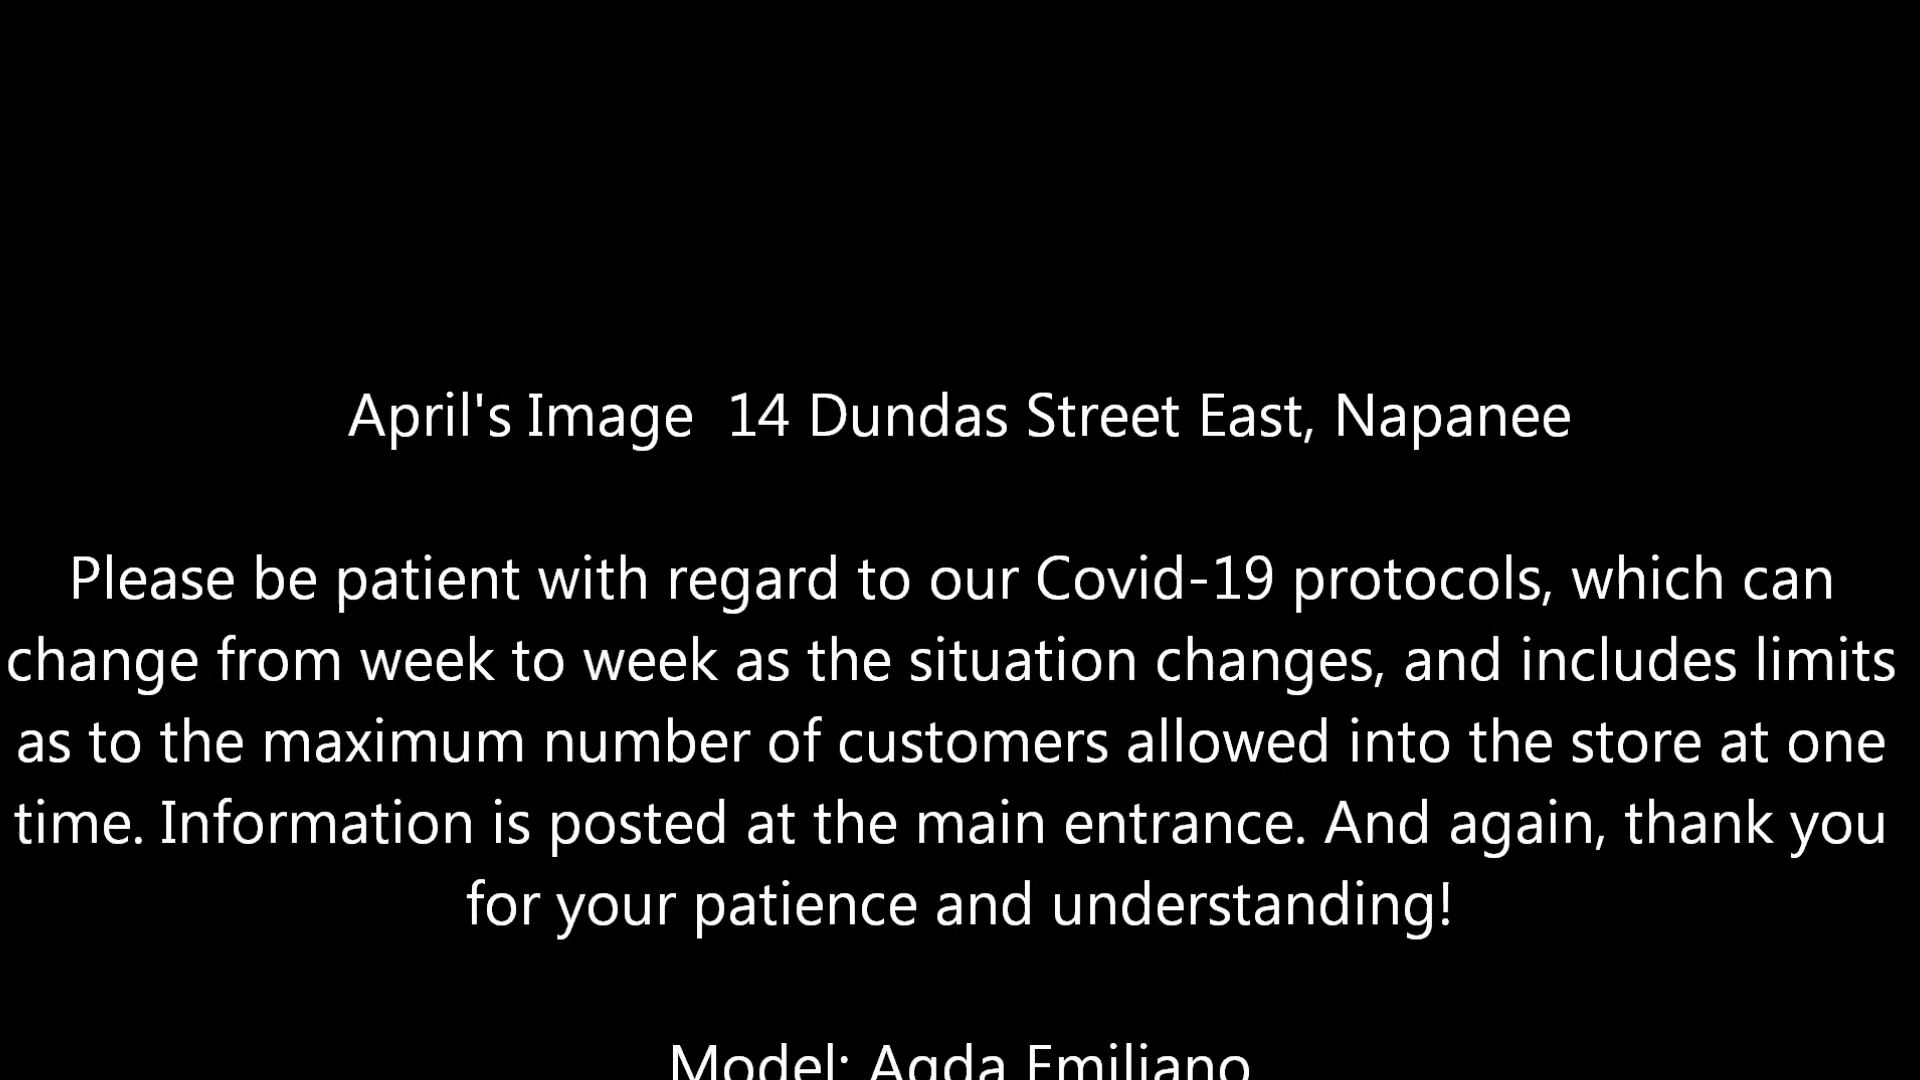 April's Image  14 Dundas Street East, Napanee
Please be patient with regard to our Covid-19 protocols, which can
change from week to week as the situation changes, and includes limits
as to the maximum number of customers allowed into the store at one
time. Information is posted at the main entrance. And again, thank you
for your patience and understanding!
Model: Agda Emiliano